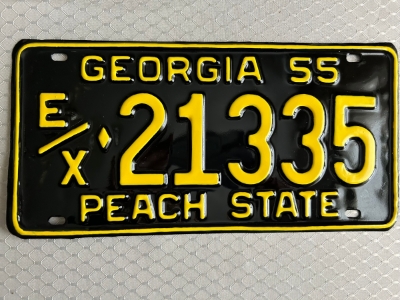 GEORGIA 55
E/X♦21335
PEACH STATE